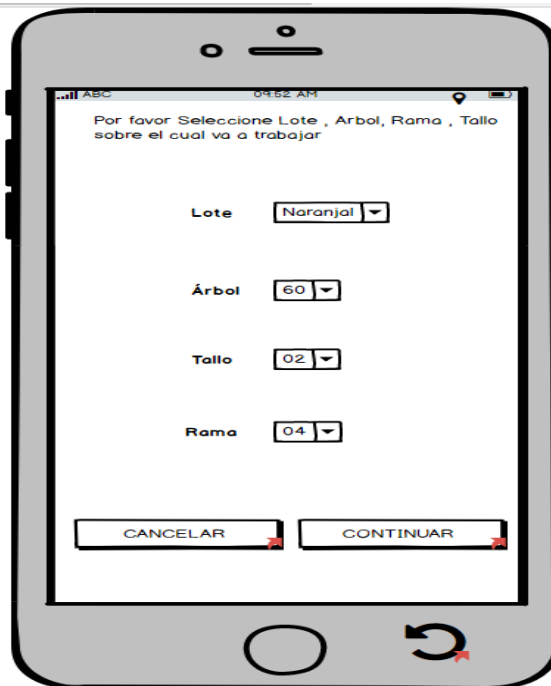 ABC 09:52 AM
Por favor Seleccione Lote , Arbol, Rama , Tallo
sobre el cual va a trabajar
Lote Naranjal
Árbol 60
Tallo 02
Rama 04
CANCELAR CONTINUAR